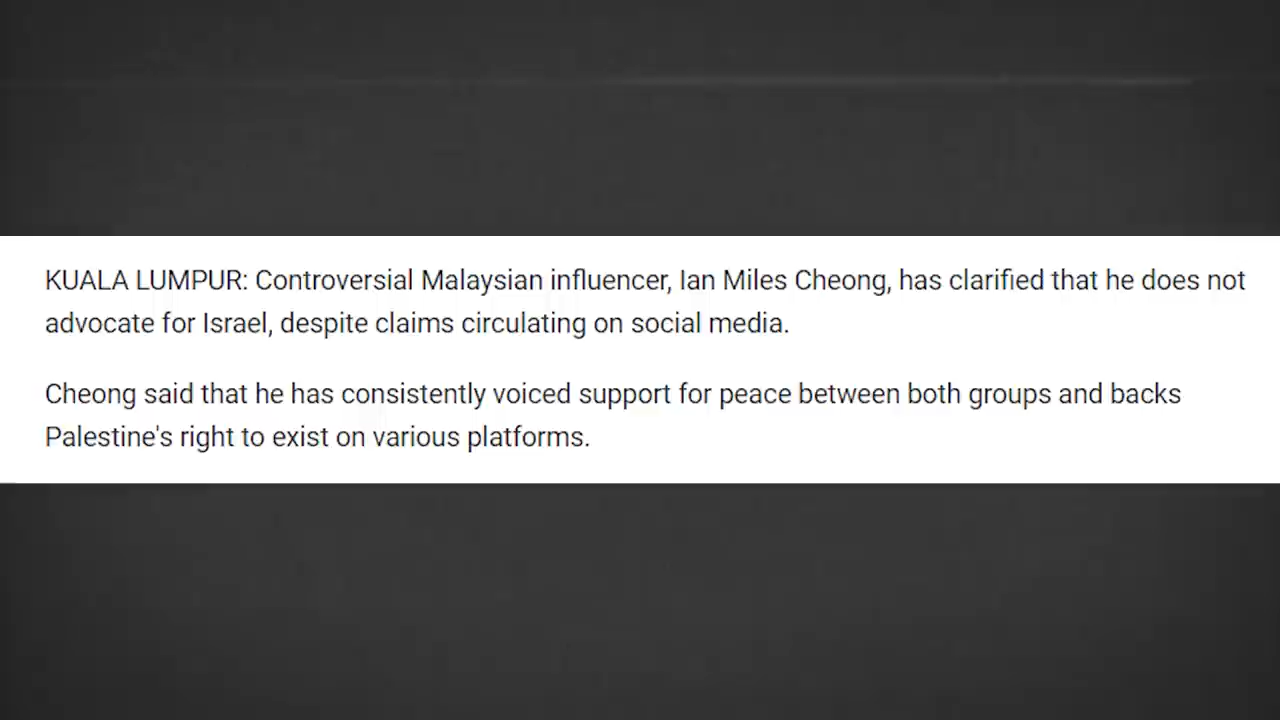 KUALA LUMPUR: Controversial Malaysian influencer, Ian Miles Cheong, has clarified that he does not
advocate for Israel, despite claims circulating on social media.
Cheong said that he has consistently voiced support for peace between both groups and backs
Palestine's right to exist on various platforms.